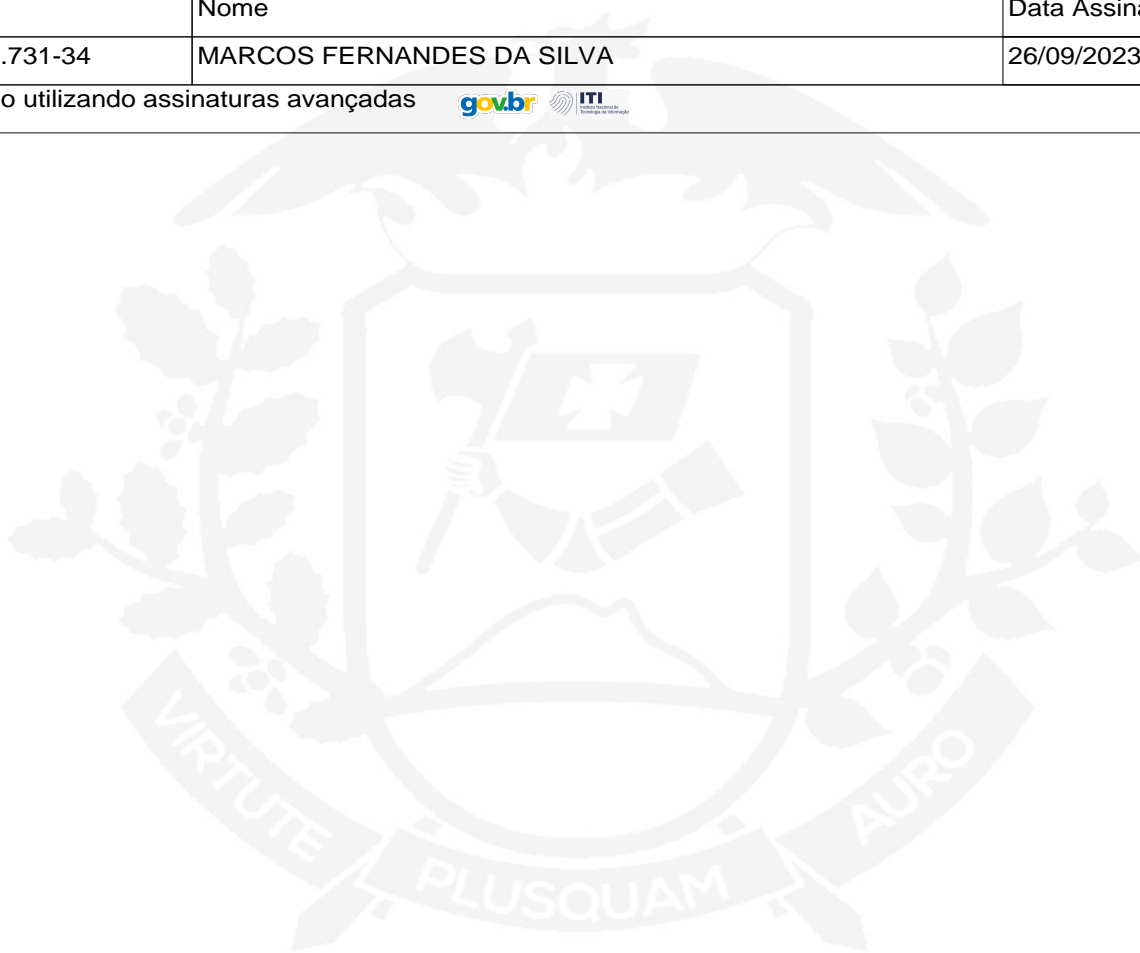 Nome Data Assina
.731-34 MARCOS FERNANDES DA SILVA 26/09/2023
o utilizando assinaturas avançadas gov.br ITI
VIRTUTE PLUSQUAM AURO